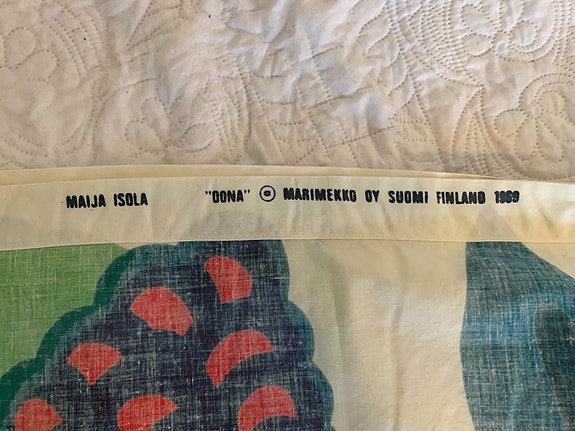 MAIJA ISOLA "OONA" © MARIMEKKO OY SUOMI FINLAND 1969